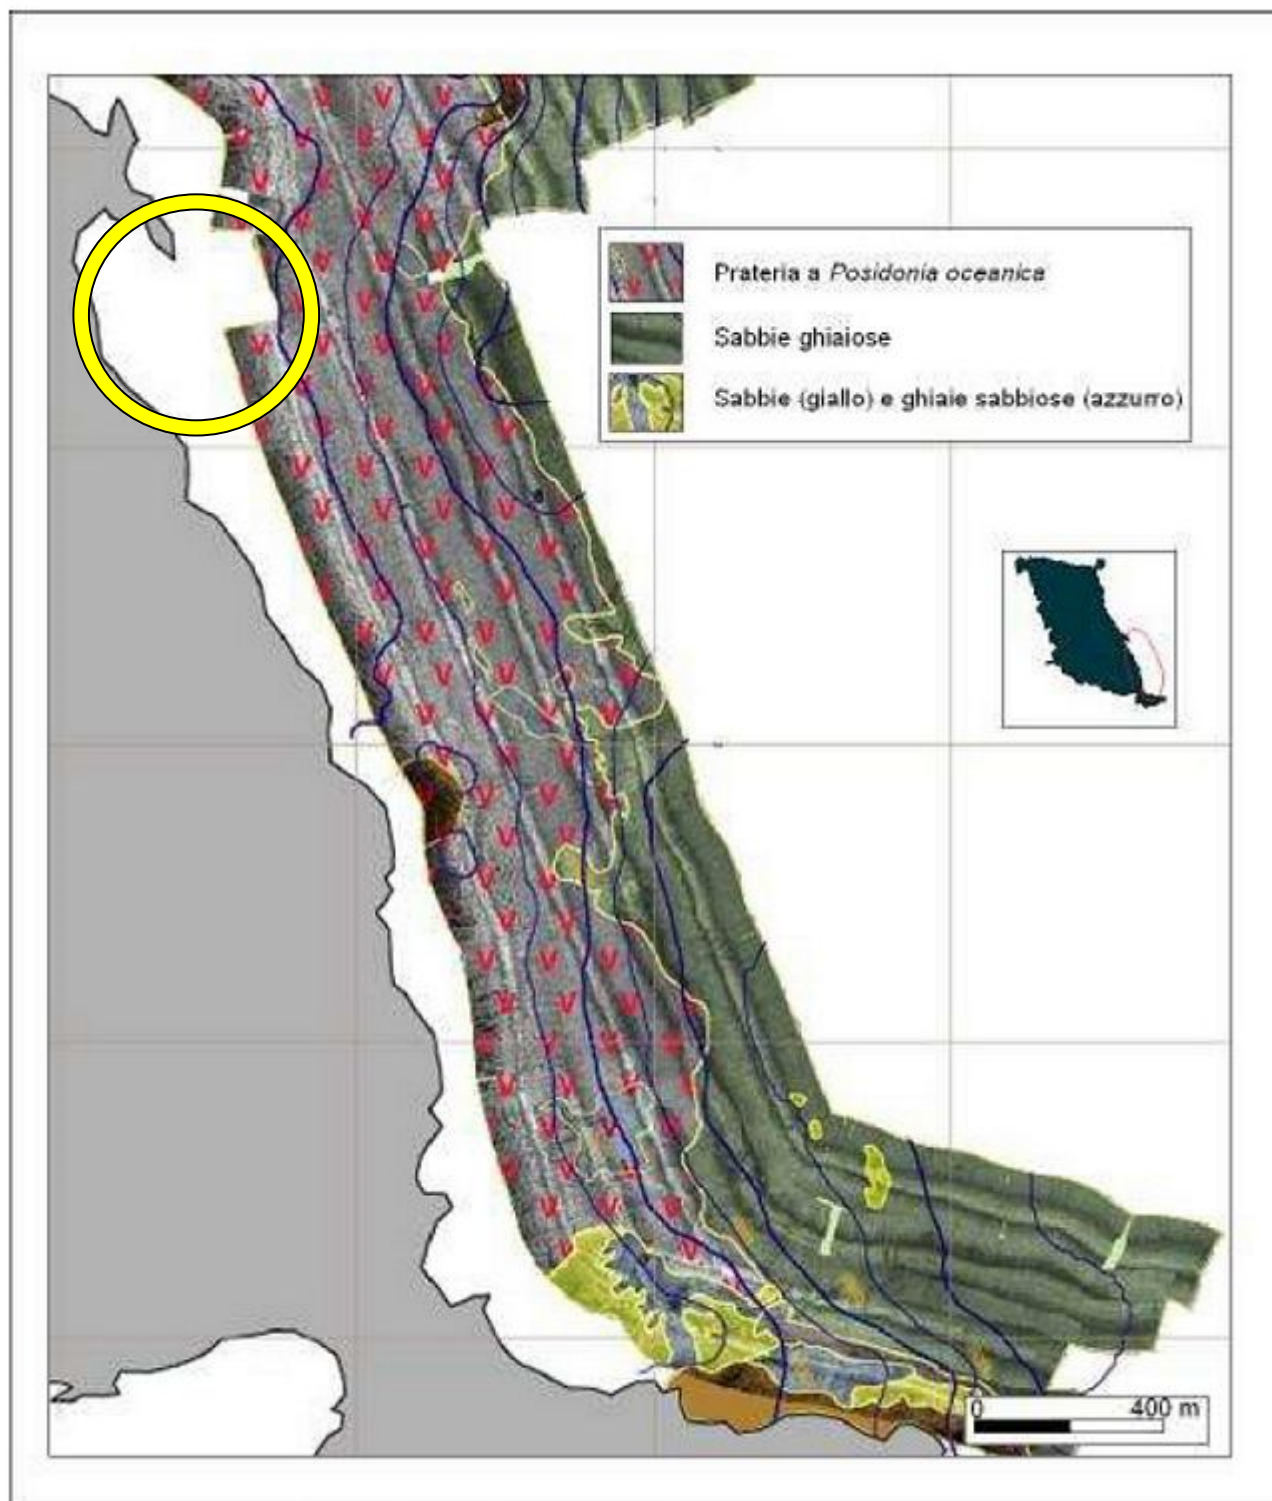 Prateria a Posidonia oceanica
Sabbie ghiaiose
Sabbie (giallo) e ghiaie sabbiose (azzurro)
0 400 m